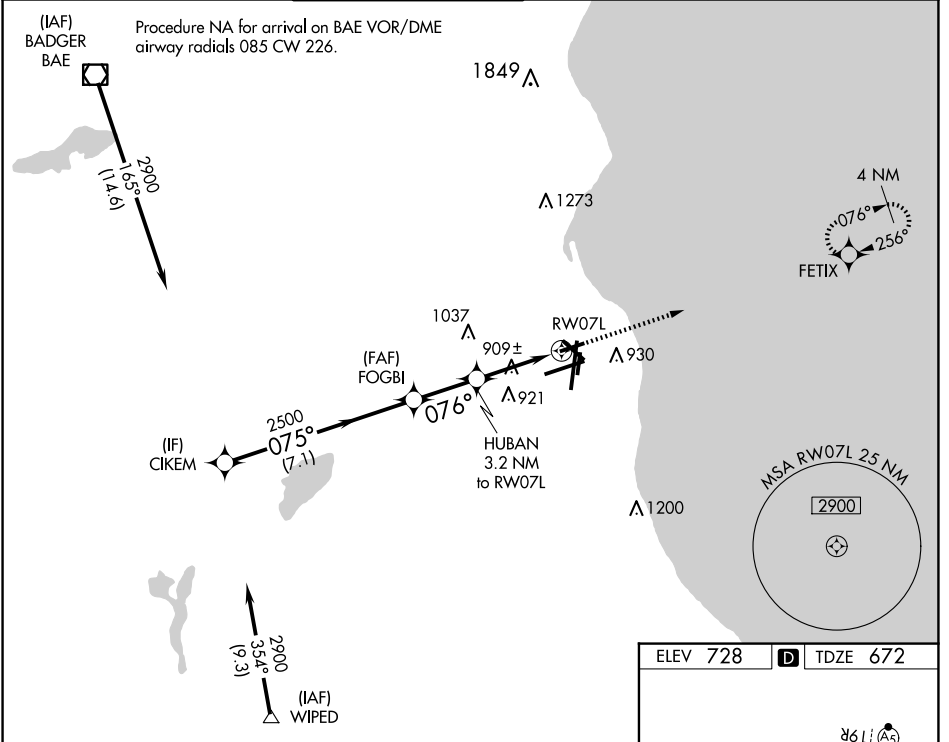 (IAF)
BADGER
BAE
Procedure NA for arrival on BAE VOR/DME
airway radials 085 CW 226.
1849
2900
165°
(14.6)
1273
4 NM
076°
256°
FETIX
1037
RW07L
909±
930
(FAF)
FOGBI
921
076°
2500
075°
(7.1)
(IF)
CIKEM
HUBAN
3.2 NM
to RW07L
MSA RW07L 25 NM
2900
1200
2900
354°
(9.3)
(IAF)
WIPED
ELEV 728 D TDZE 672
19R
A5